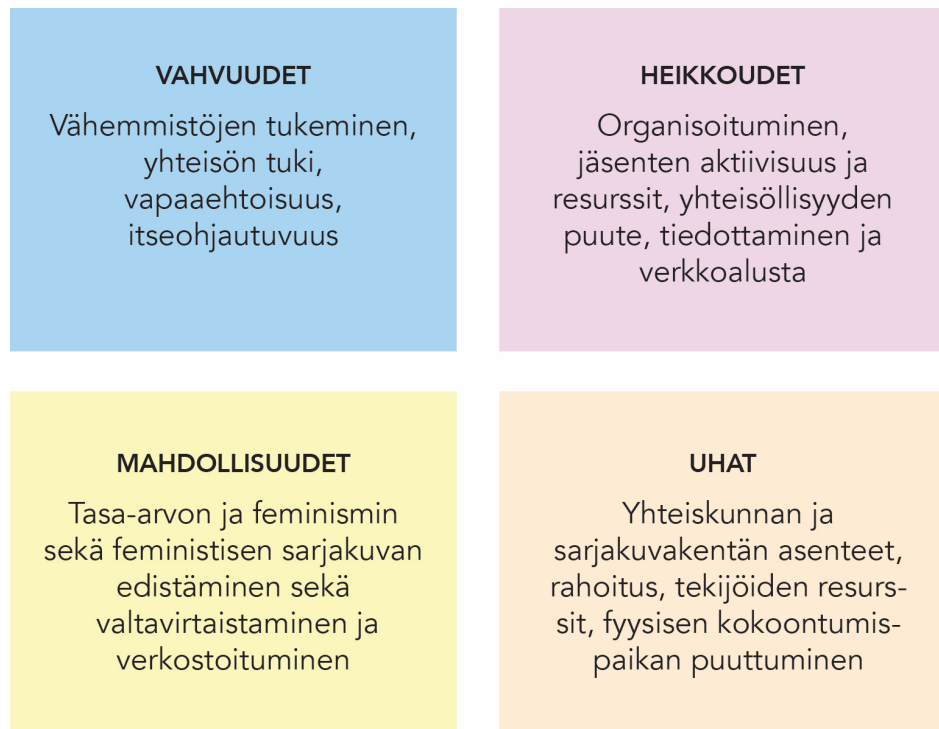 VAHVUUDET
Vähemmistöjen tukeminen,
yhteisön tuki,
vapaaehtoisuus,
itseohjautuvuus
HEIKKOUDET
Organisoituminen,
jäsenten aktiivisuus ja
resurssit, yhteisöllisyyden
puute, tiedottaminen ja
verkkoalusta
MAHDOLLISUUDET
Tasa-arvon ja feminismin
sekä feministisen sarjakuvan
edistäminen sekä
valtavirtaistaminen ja
verkostoituminen
UHAT
Yhteiskunnan ja
sarjakuvakentän asenteet,
rahoitus, tekijöiden resurs-
sit, fyysisen kokoontumis-
paikan puuttuminen